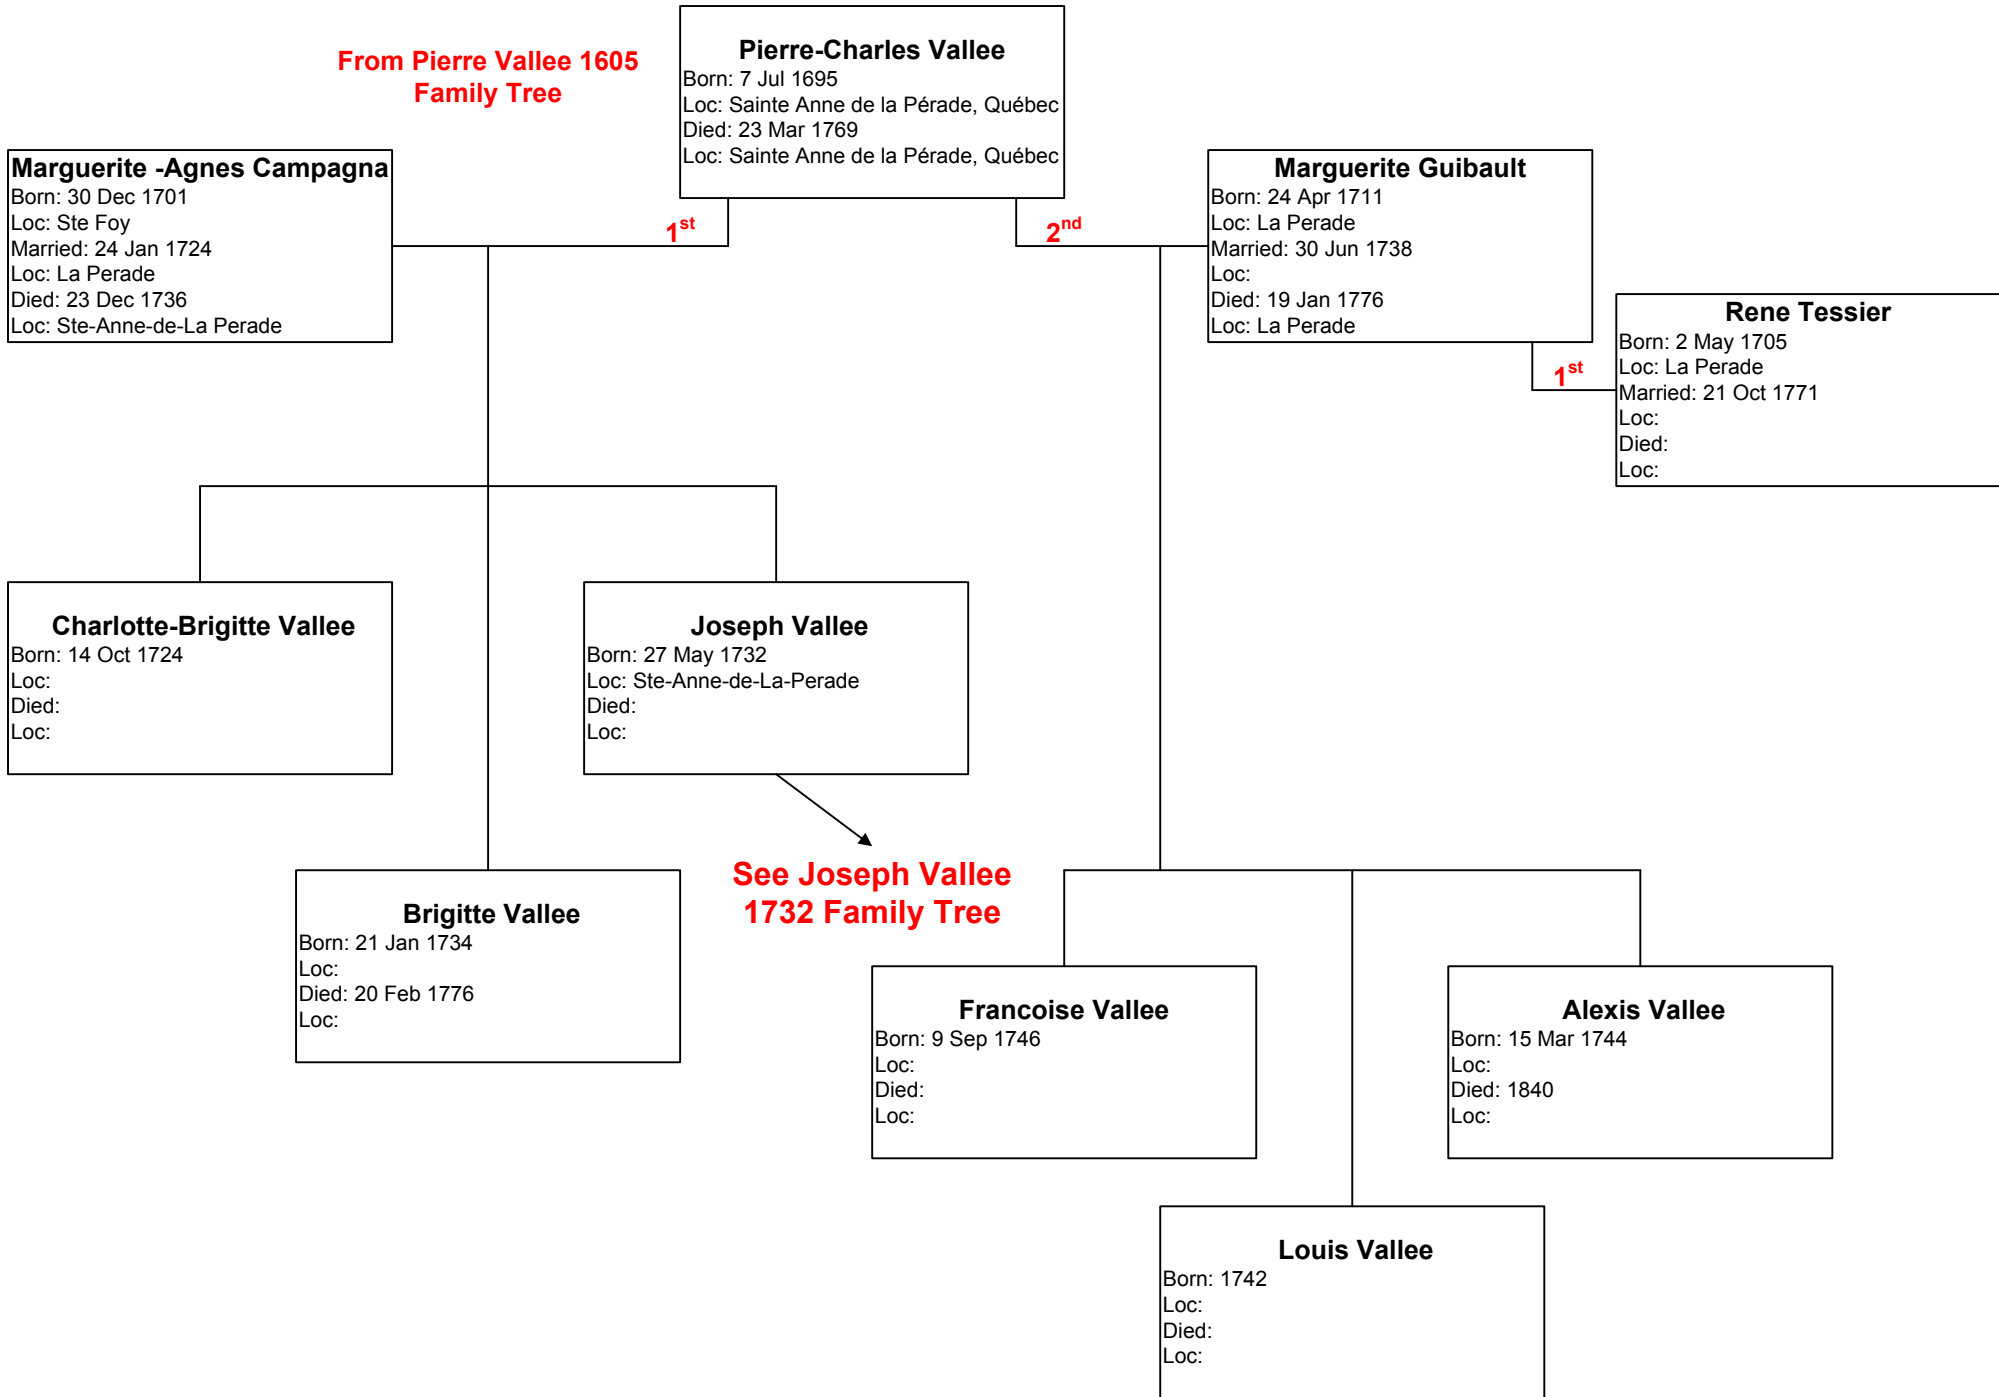 From Pierre Vallee 1605
Family Tree
Pierre-Charles Vallee
Born: 7 Jul 1695
Loc: Sainte Anne de la Pérade, Québec
Died: 23 Mar 1769
Loc: Sainte Anne de la Pérade, Québec
Marguerite -Agnes Campagna
Born: 30 Dec 1701
Loc: Ste Foy
Married: 24 Jan 1724
Loc: La Perade
Died: 23 Dec 1736
Loc: Ste-Anne-de-La Perade
1st
2nd
Marguerite Guibault
Born: 24 Apr 1711
Loc: La Perade
Married: 30 Jun 1738
Loc:
Died: 19 Jan 1776
Loc: La Perade
1st
Rene Tessier
Born: 2 May 1705
Loc: La Perade
Married: 21 Oct 1771
Loc:
Died:
Loc:
Charlotte-Brigitte Vallee
Born: 14 Oct 1724
Loc:
Died:
Loc:
Joseph Vallee
Born: 27 May 1732
Loc: Ste-Anne-de-La-Perade
Died:
Loc:
See Joseph Vallee
1732 Family Tree
Brigitte Vallee
Born: 21 Jan 1734
Loc:
Died: 20 Feb 1776
Loc:
Francoise Vallee
Born: 9 Sep 1746
Loc:
Died:
Loc:
Alexis Vallee
Born: 15 Mar 1744
Loc:
Died: 1840
Loc:
Louis Vallee
Born: 1742
Loc:
Died:
Loc: